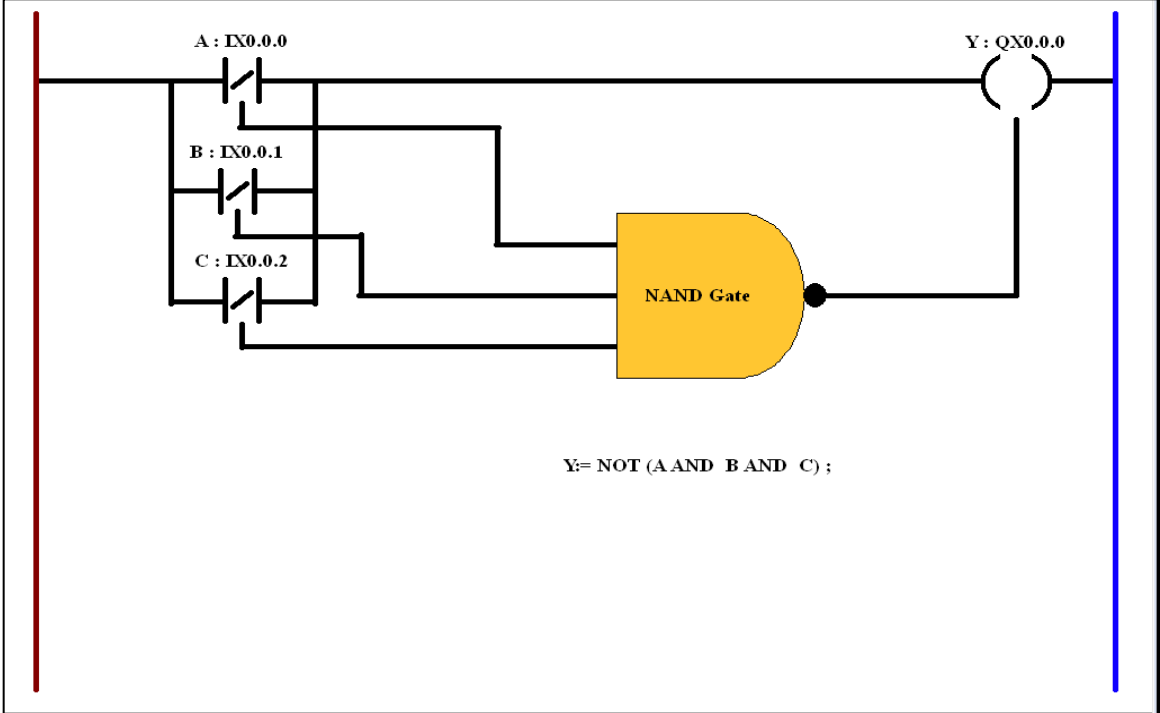 A : IX0.0.0
Y : QX0.0.0
B : IX0.0.1
C : IX0.0.2
NAND Gate
Y:= NOT (A AND B AND C) ;